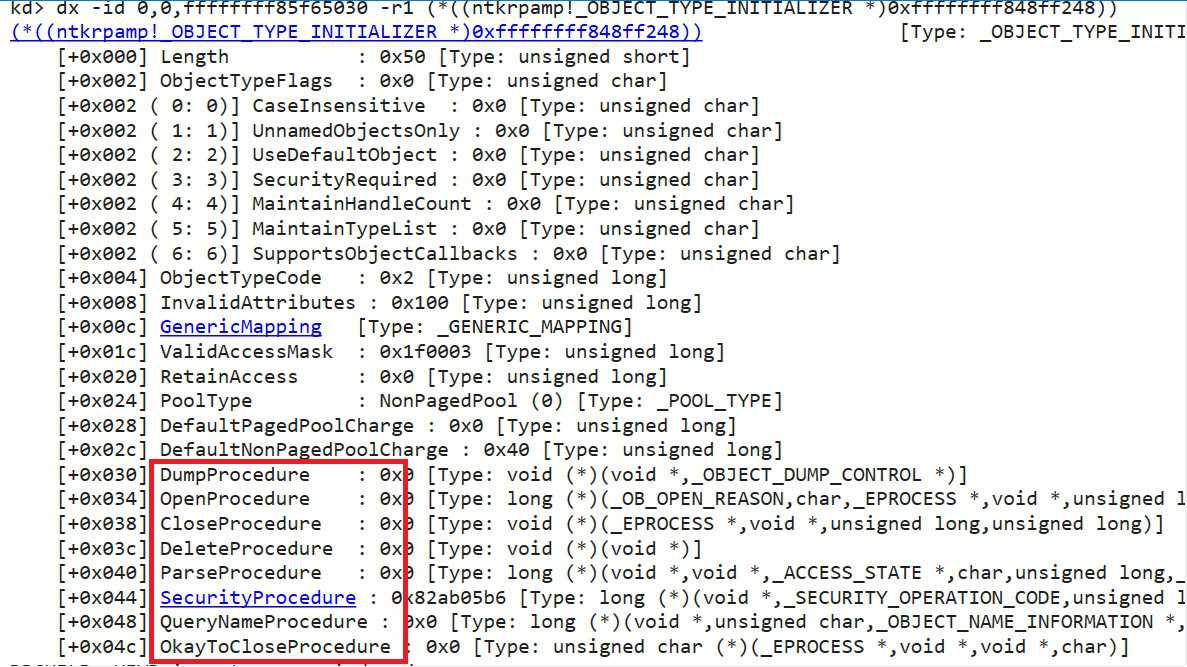 kd> dx -id 0,0,ffffffff85f65030 -r1 (*((ntkrpamp!_OBJECT_TYPE_INITIALIZER *)0xffffffff848ff248))
(*((ntkrpamp!_OBJECT_TYPE_INITIALIZER *)0xffffffff848ff248)) [Type: _OBJECT_TYPE_INITI
[+0x000] Length : 0x50 [Type: unsigned short]
[+0x002] ObjectTypeFlags : 0x0 [Type: unsigned char]
[+0x002 ( 0: 0)] CaseInsensitive : 0x0 [Type: unsigned char]
[+0x002 ( 1: 1)] UnnamedObjectsOnly : 0x0 [Type: unsigned char]
[+0x002 ( 2: 2)] UseDefaultObject : 0x0 [Type: unsigned char]
[+0x002 ( 3: 3)] SecurityRequired : 0x0 [Type: unsigned char]
[+0x002 ( 4: 4)] MaintainHandleCount : 0x0 [Type: unsigned char]
[+0x002 ( 5: 5)] MaintainTypeList : 0x0 [Type: unsigned char]
[+0x002 ( 6: 6)] SupportsObjectCallbacks : 0x0 [Type: unsigned char]
[+0x004] ObjectTypeCode : 0x2 [Type: unsigned long]
[+0x008] InvalidAttributes : 0x100 [Type: unsigned long]
[+0x00c] GenericMapping [Type: _GENERIC_MAPPING]
[+0x01c] ValidAccessMask : 0x1f0003 [Type: unsigned long]
[+0x020] RetainAccess : 0x0 [Type: unsigned long]
[+0x024] PoolType : NonPagedPool (0) [Type: _POOL_TYPE]
[+0x028] DefaultPagedPoolCharge : 0x0 [Type: unsigned long]
[+0x02c] DefaultNonPagedPoolCharge : 0x40 [Type: unsigned long]
[+0x030] DumpProcedure : 0x0 [Type: void (*)(void *,_OBJECT_DUMP_CONTROL *)]
[+0x034] OpenProcedure : 0x0 [Type: long (*)(_OB_OPEN_REASON,char,_EPROCESS *,void *,unsigned l
[+0x038] CloseProcedure : 0x0 [Type: void (*)(_EPROCESS *,void *,unsigned long,unsigned long)]
[+0x03c] DeleteProcedure : 0x0 [Type: void (*)(void *)]
[+0x040] ParseProcedure : 0x0 [Type: long (*)(void *,void *,_ACCESS_STATE *,char,unsigned long,_
[+0x044] SecurityProcedure : 0x82ab05b6 [Type: long (*)(void *,_SECURITY_OPERATION_CODE,unsigned l
[+0x048] QueryNameProcedure : 0x0 [Type: long (*)(void *,unsigned char,_OBJECT_NAME_INFORMATION *,
[+0x04c] OkayToCloseProcedure : 0x0 [Type: unsigned char (*)(_EPROCESS *,void *,void *,char)]